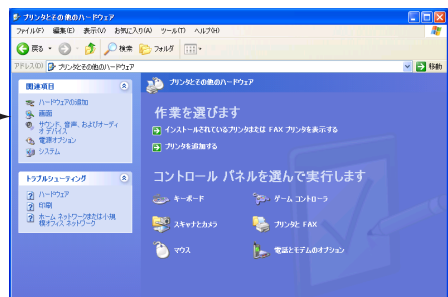 プリンタとその他のハードウェア
ファイル(F) 編集(E) 表示(V) お気に入り(A) ツール(T) ヘルプ(H)
戻る 検索 フォルダ
アドレス(D) プリンタとその他のハードウェア 移動
関連項目
ハードウェアの追加
画面
サウンド、音声、およびオーディ
オ デバイス
電源オプション
システム
トラブルシューティング
ハードウェア
印刷
ホーム ネットワークまたは小規
模オフィス ネットワーク
プリンタとその他のハードウェア
作業を選びます
インストールされているプリンタまたは FAX プリンタを表示する
プリンタを追加する
コントロール パネルを選んで実行します
キーボード ゲーム コントローラ
スキャナとカメラ プリンタと FAX
マウス 電話とモデムのオプション